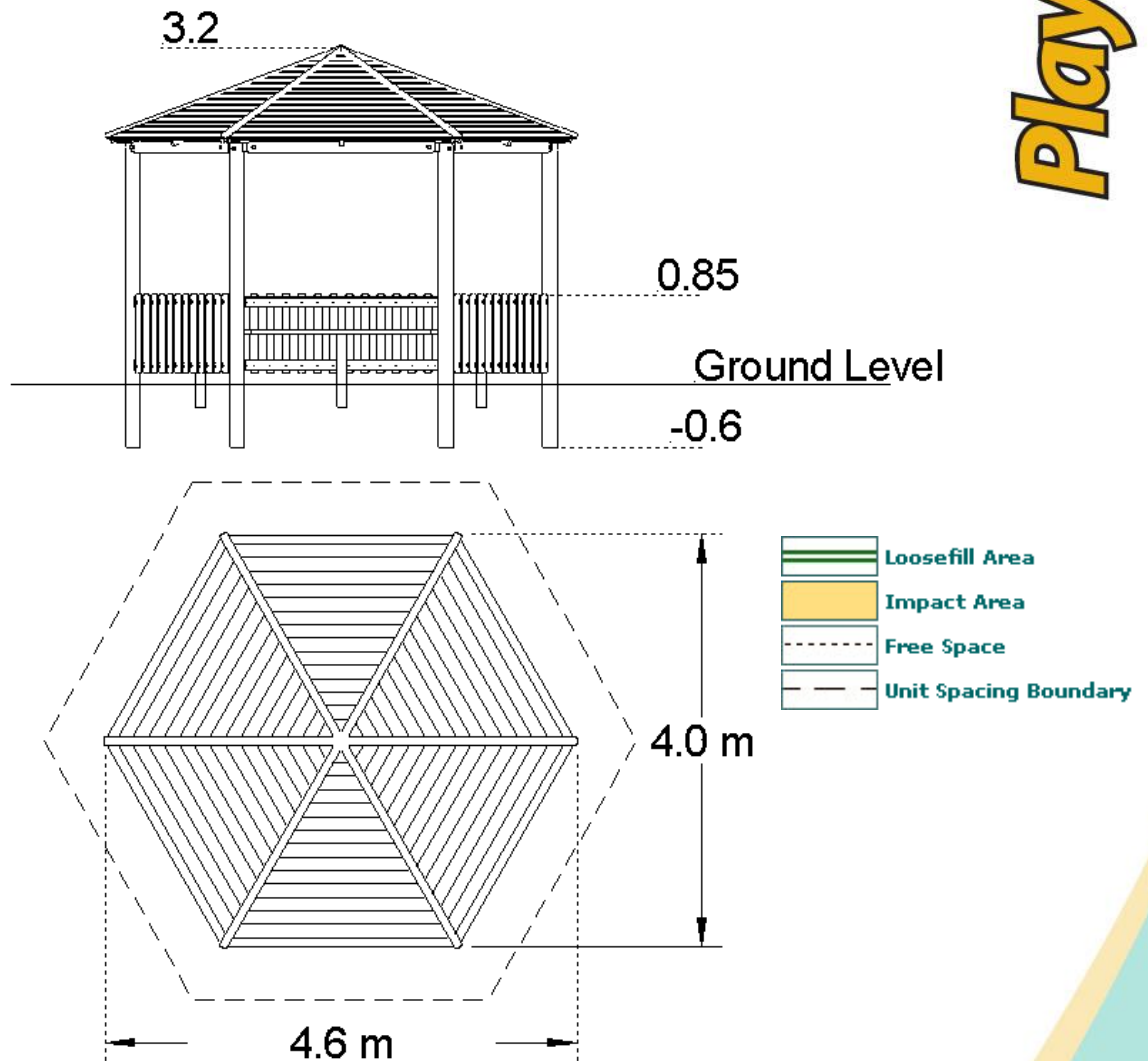 3.2
Play
0.85
Ground Level
-0.6
Loosefill Area
Impact Area
Free Space
Unit Spacing Boundary
4.0 m
4.6 m